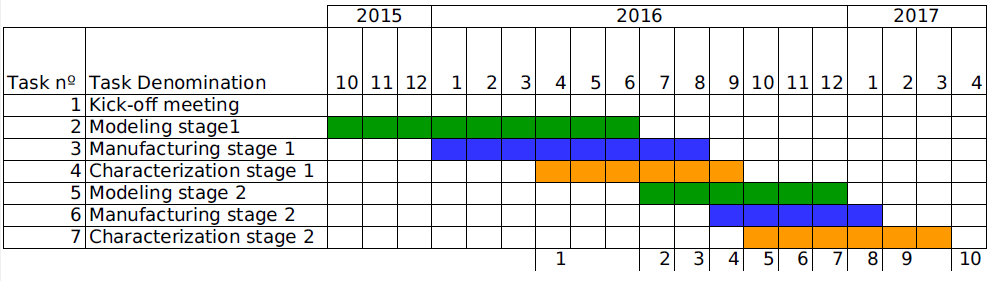 2015 2016 2017
Task nº Task Denomination 10 11 12 1 2 3 4 5 6 7 8 9 10 11 12 1 2 3 4
1 Kick-off meeting
2 Modeling stage1
3 Manufacturing stage 1
4 Characterization stage 1
5 Modeling stage 2
6 Manufacturing stage 2
7 Characterization stage 2
1 2 3 4 5 6 7 8 9 10